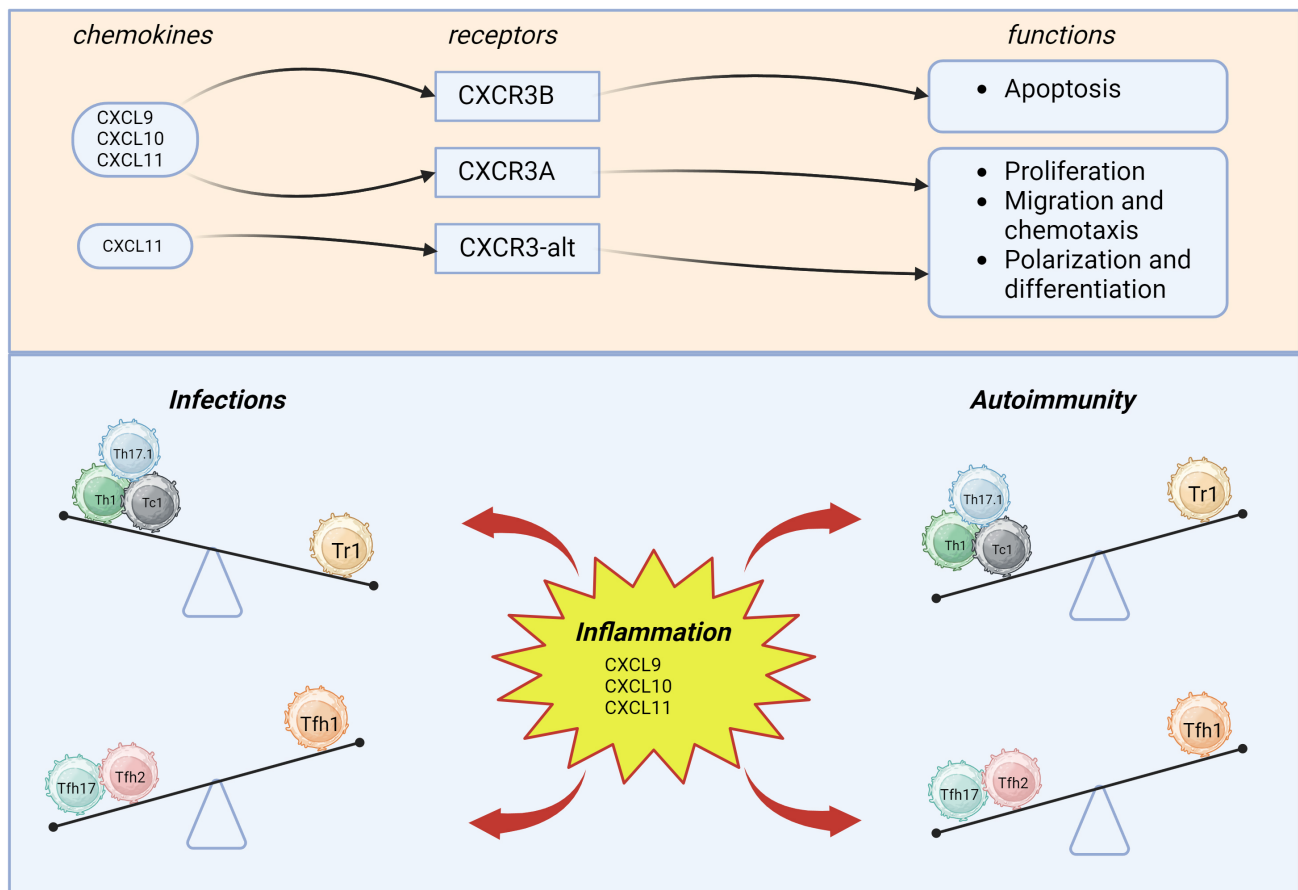 chemokines
receptors
functions
CXCL9
CXCL10
CXCL11
CXCL11
CXCR3B
CXCR3A
CXCR3-alt
• Apoptosis
• Proliferation
• Migration and
chemotaxis
• Polarization and
differentiation
Infections
Th17.1
Th1
Tc1
Tr1
Tfh17
Tfh2
Tfh1
Inflammation
CXCL9
CXCL10
CXCL11
Autoimmunity
Th17.1
Th1
Tc1
Tr1
Tfh17
Tfh2
Tfh1